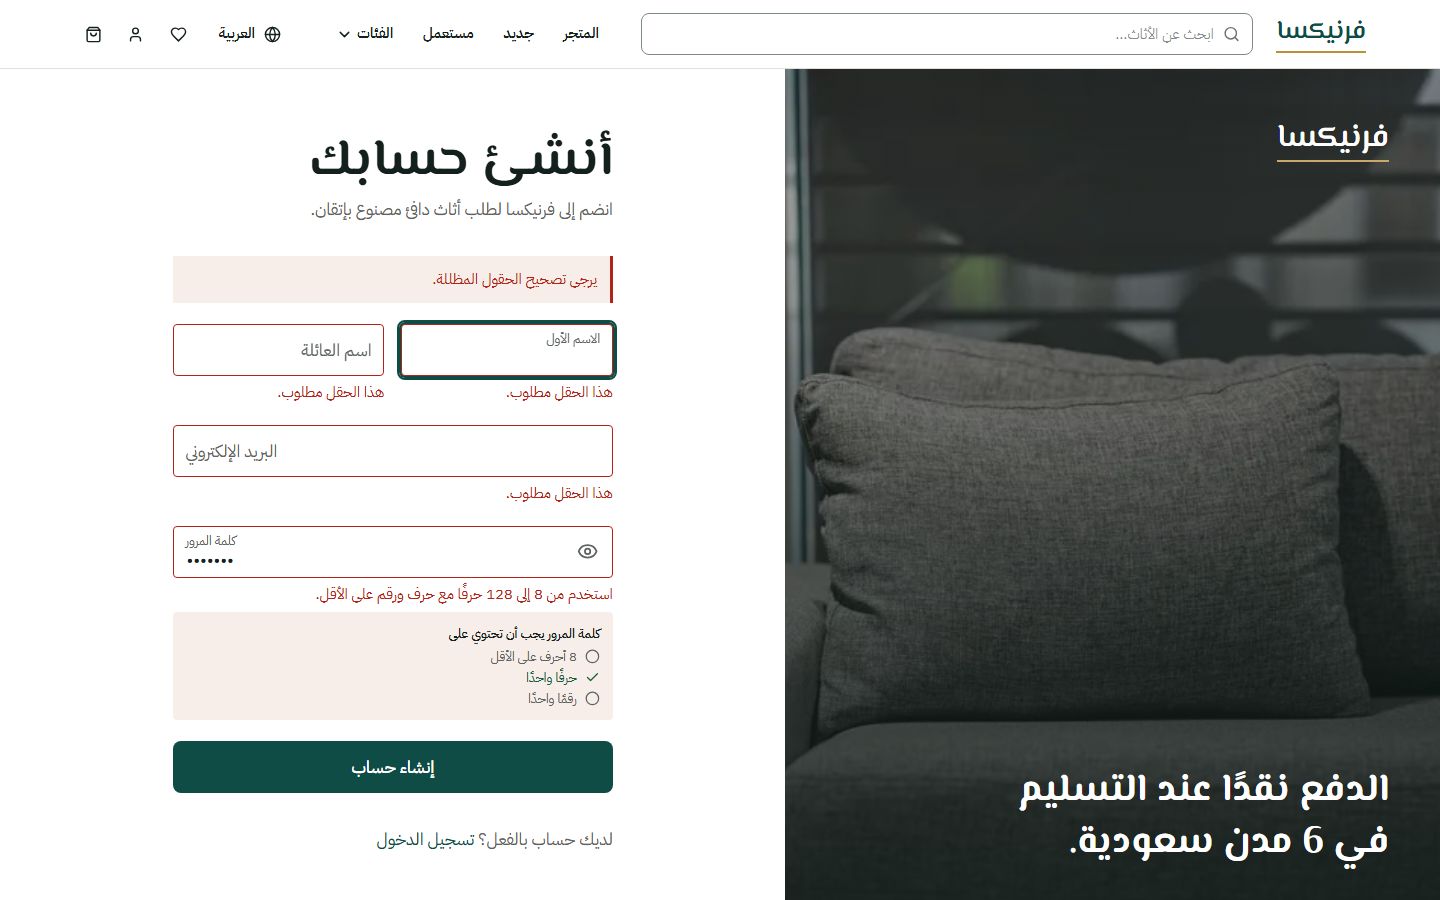 فرنيكسا
ابحث عن الأثاث...
المتجر
جديد
مستعمل
الفئات
العربية
فرنيكسا
الدفع نقدًا عند التسليم
في 6 مدن سعودية.
أنشئ حسابك
انضم إلى فرنيكسا لطلب أثاث دافئ مصنوع بإتقان.
يرجى تصحيح الحقول المظللة.
الاسم الأول
اسم العائلة
هذا الحقل مطلوب.
هذا الحقل مطلوب.
البريد الإلكتروني
هذا الحقل مطلوب.
كلمة المرور
•••••••
استخدم من 8 إلى 128 حرفًا مع حرف ورقم على الأقل.
كلمة المرور يجب أن تحتوي على
8 أحرف على الأقل
حرفًا واحدًا
رقمًا واحدًا
إنشاء حساب
لديك حساب بالفعل؟ تسجيل الدخول